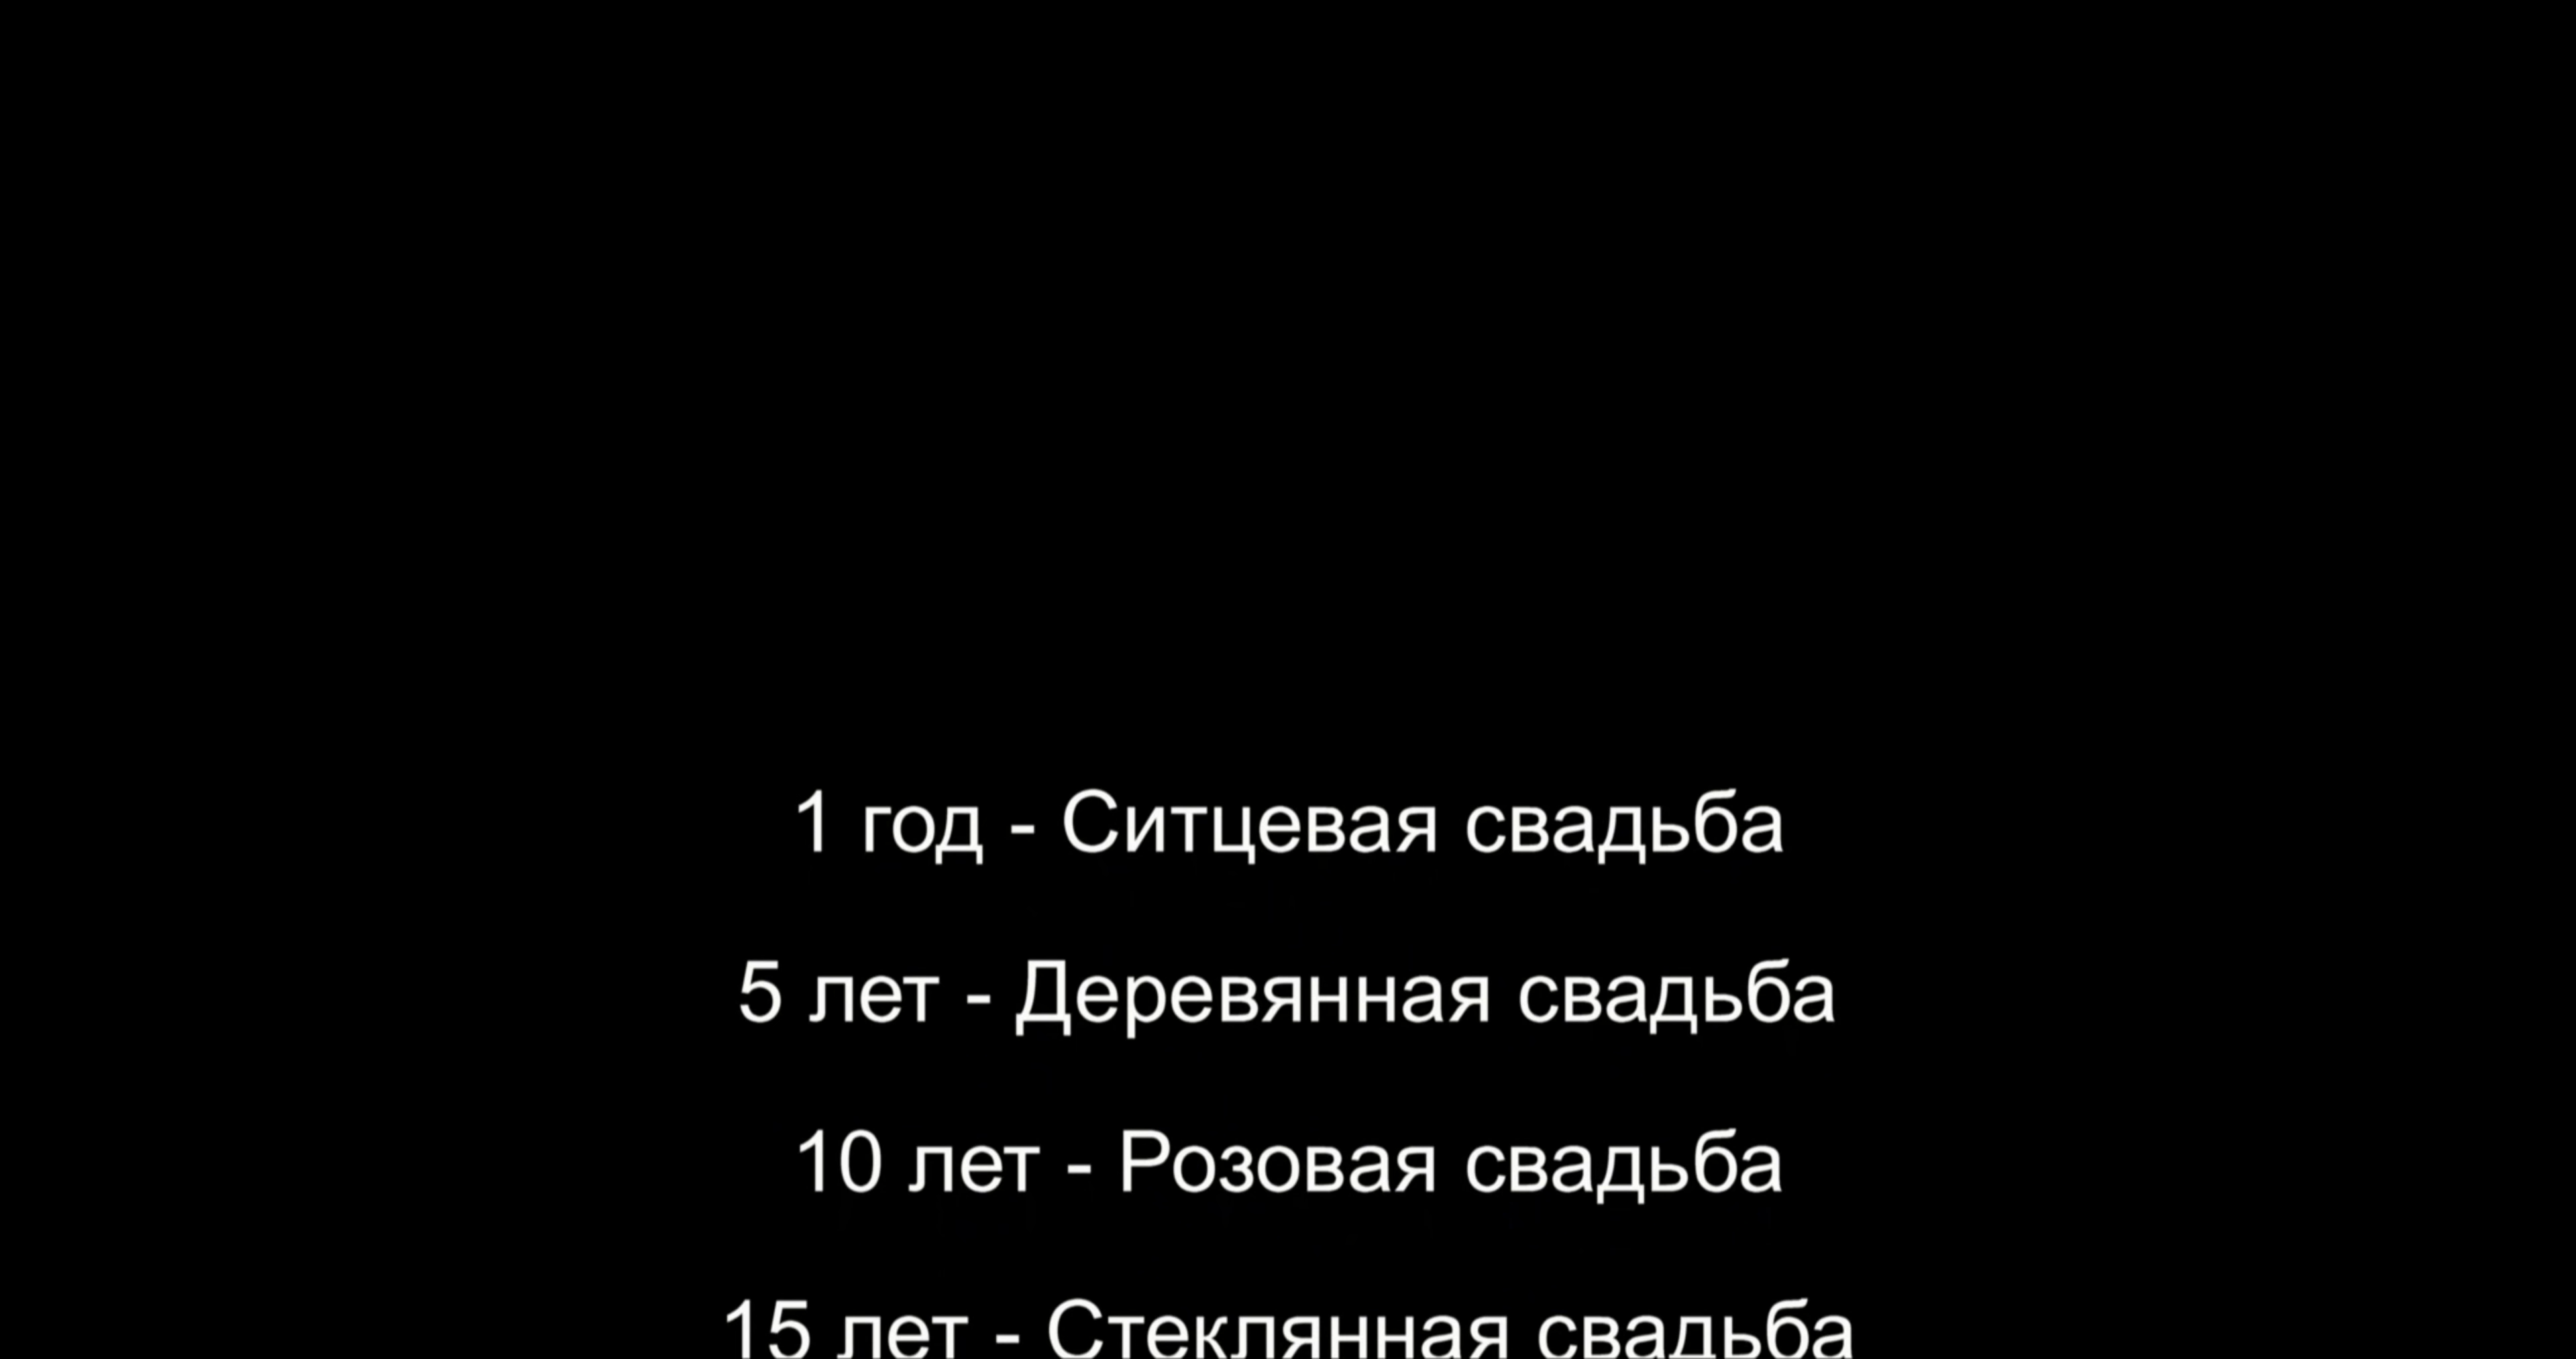 1 год - Ситцевая свадьба
5 лет - Деревянная свадьба
10 лет - Розовая свадьба
15 лет - Стеклянная свадьба